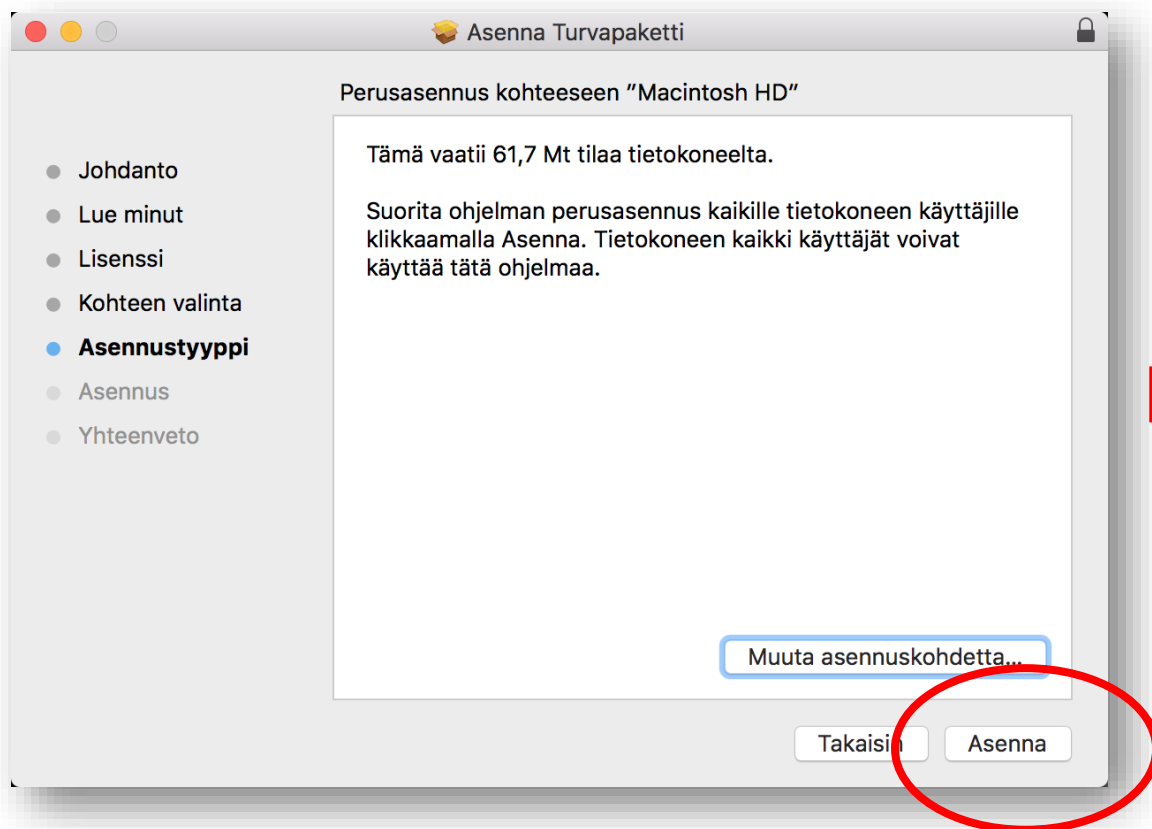 Asenna Turvapaketti
Perusasennus kohteeseen ”Macintosh HD”
Johdanto
Lue minut
Lisenssi
Kohteen valinta
Asennustyyppi
Asennus
Yhteenveto
Tämä vaatii 61,7 Mt tilaa tietokoneelta.
Suorita ohjelman perusasennus kaikille tietokoneen käyttäjille
klikkaamalla Asenna. Tietokoneen kaikki käyttäjät voivat
käyttää tätä ohjelmaa.
Muuta asennuskohdetta...
Takaisin
Asenna